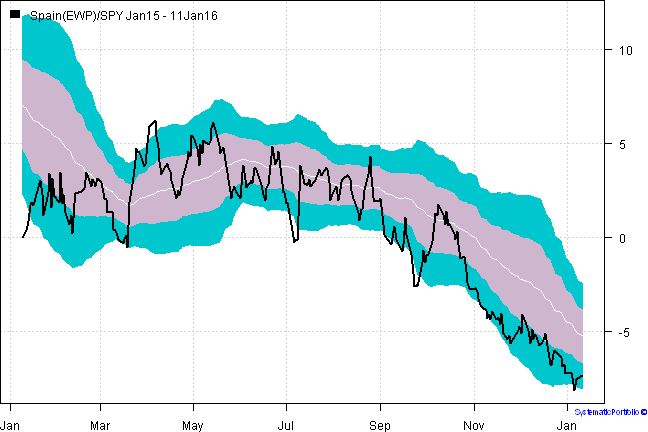 Spain(EWP)/SPY Jan15 - 11Jan16
10
5
0
-5
Jan Mar May Jul Sep Nov Jan
SystematicPortfolio ©